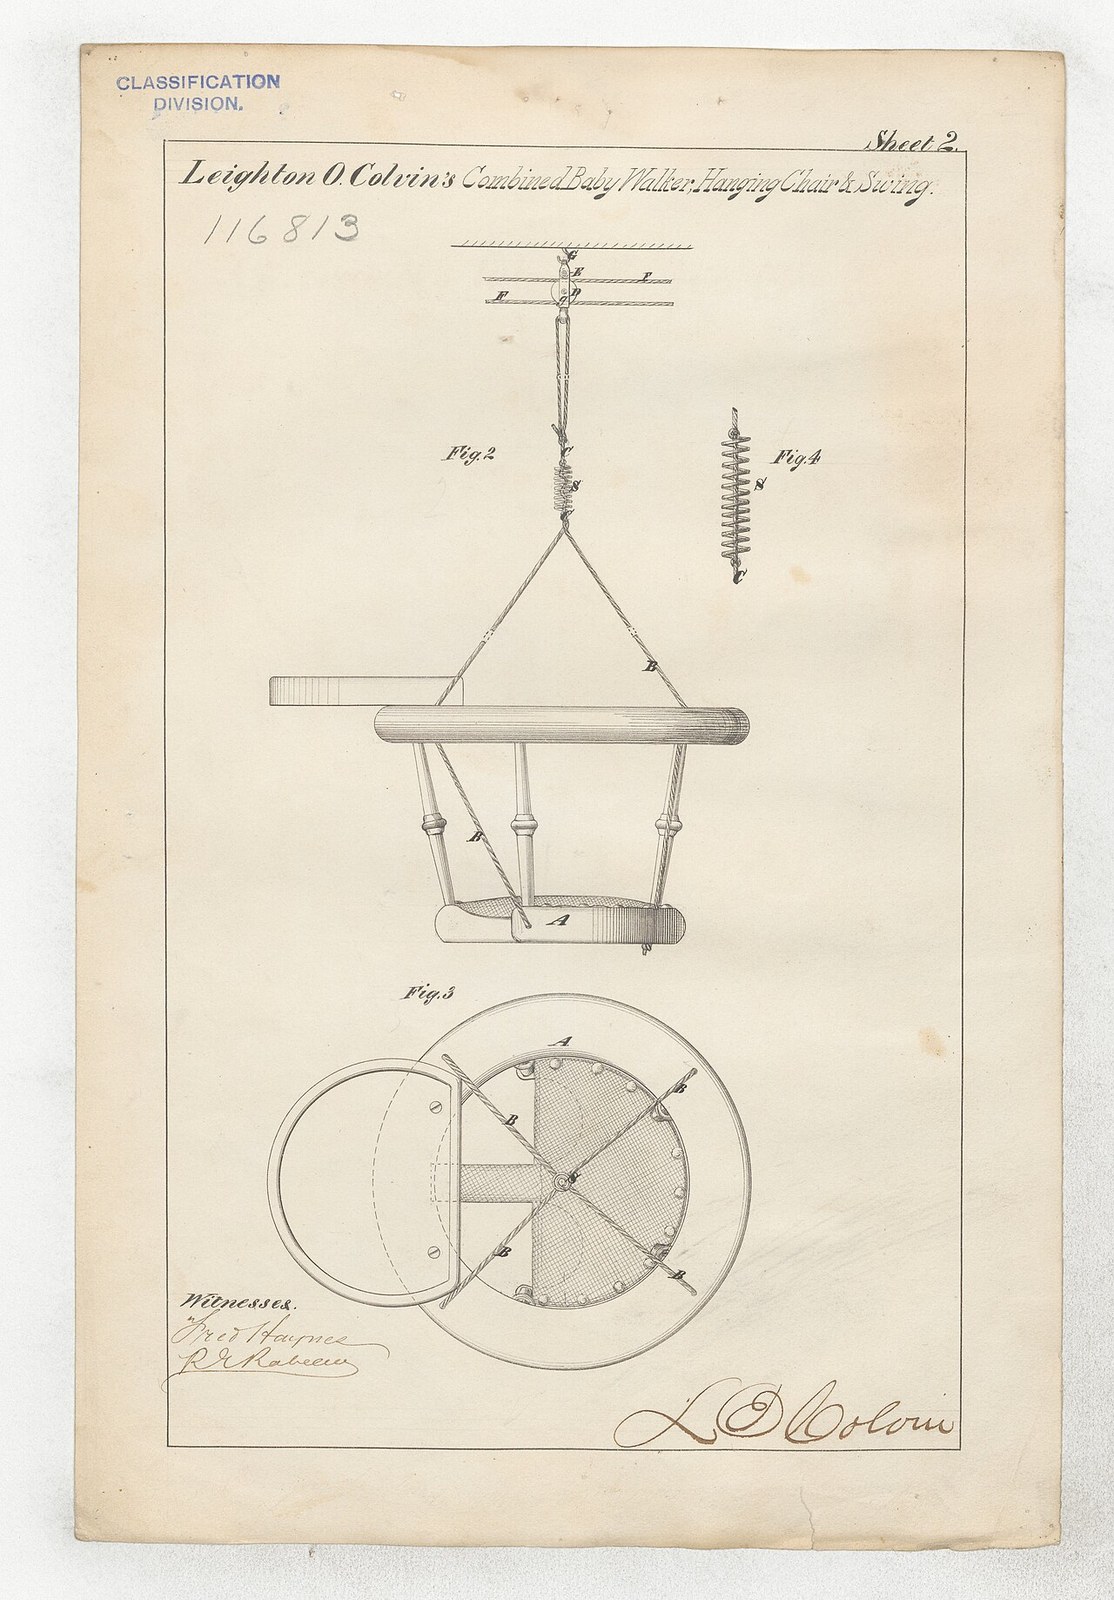 CLASSIFICATION
DIVISION.
Sheet 2.
Leighton O. Colvin's Combined Baby Walker, Hanging Chair & Swing.
116813
G
E
F
F
D
Fig. 2
C
S
C
Fig. 4
S
C
B
B
A
Fig. 3
A
B
B
S
B
B
Witnesses.
Fred Haynes
L O Colvin